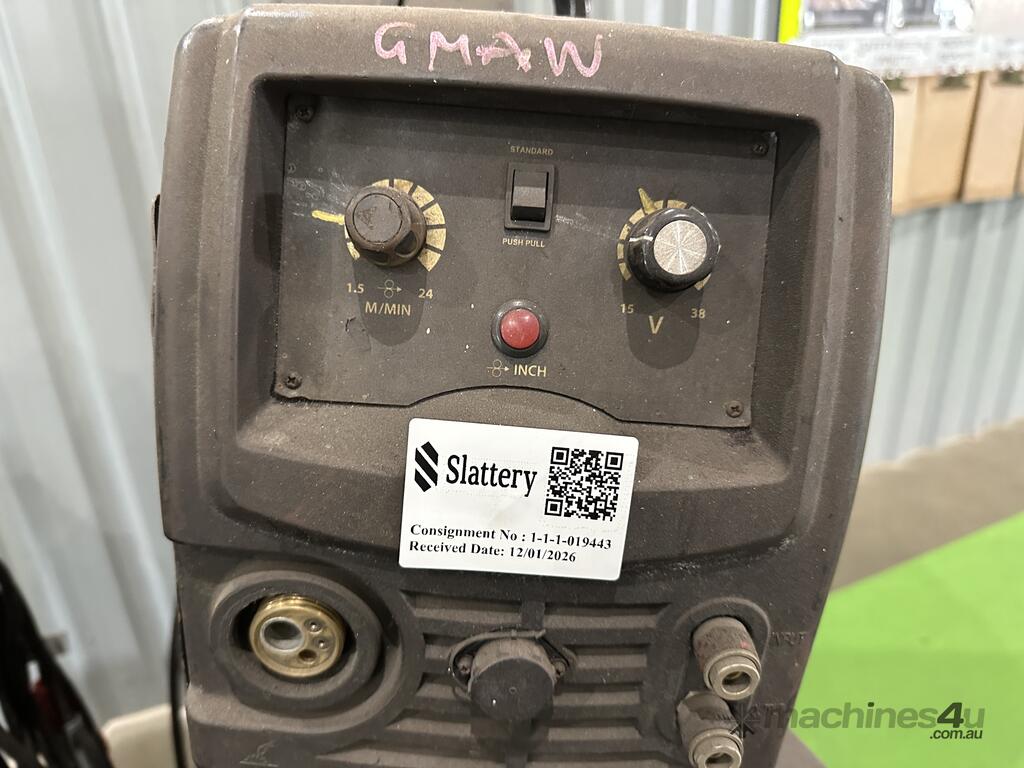 GMAW
STANDARD
PUSH PULL
1.5 24
M/MIN
15 38
V
INCH
Slattery
Consignment No : 1-1-1-019443
Received Date: 12/01/2026
machines4u
.com.au